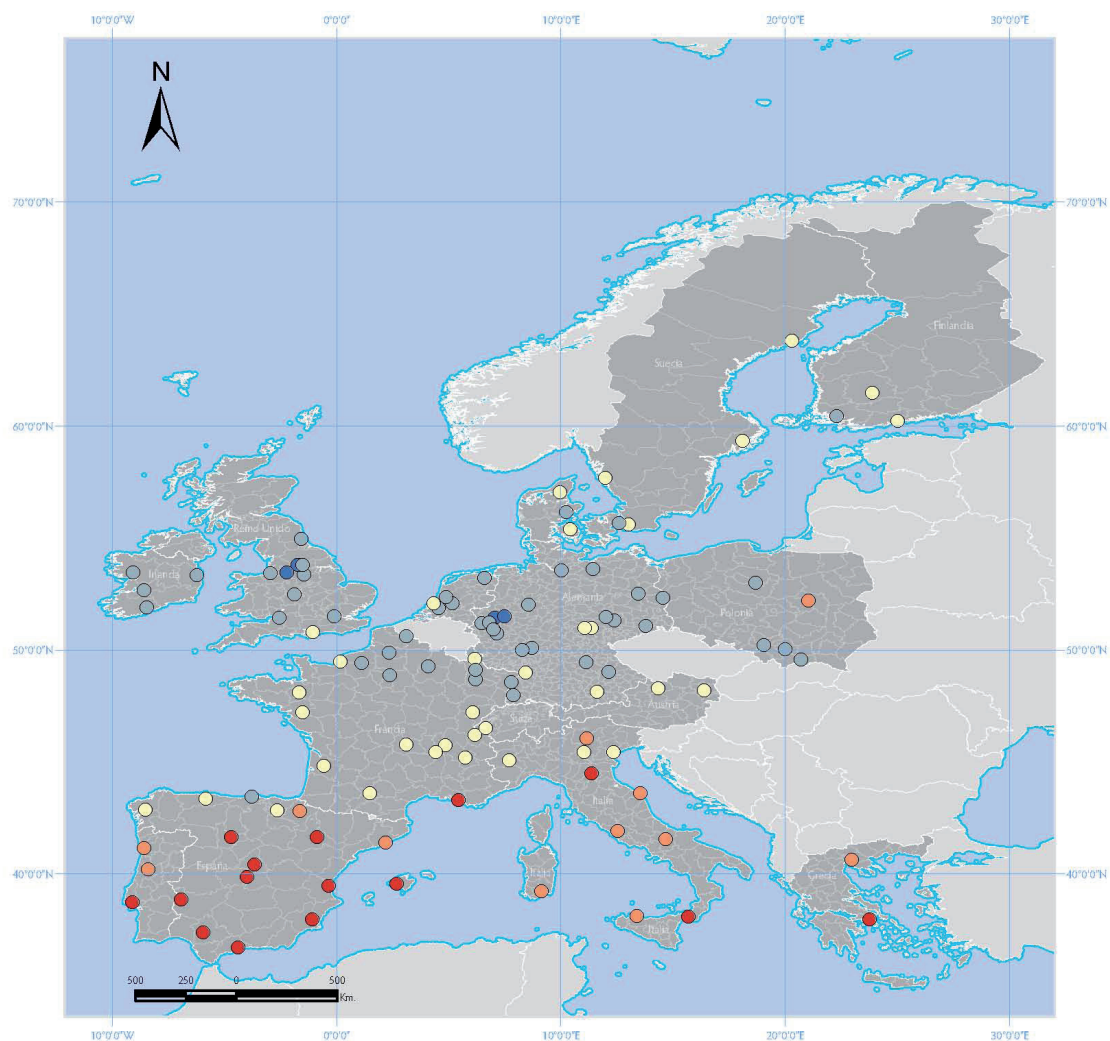 10°0'0"W 0°0'0" 10°0'0"E 20°0'0"E 30°0'0"E
N
70°0'0"N 70°0'0"N
Finlandia
Suecia
60°0'0"N 60°0'0"N
Reino Unido
Irlanda
Alemania
Polonia
50°0'0"N 50°0'0"N
Austria
Francia
Suiza
Italia
España
40°0'0"N Italia Grecia 40°0'0"N
Italia
500 250 0 500
Km.
10°0'0"W 0°0'0" 10°0'0"E 20°0'0"E 30°0'0"E